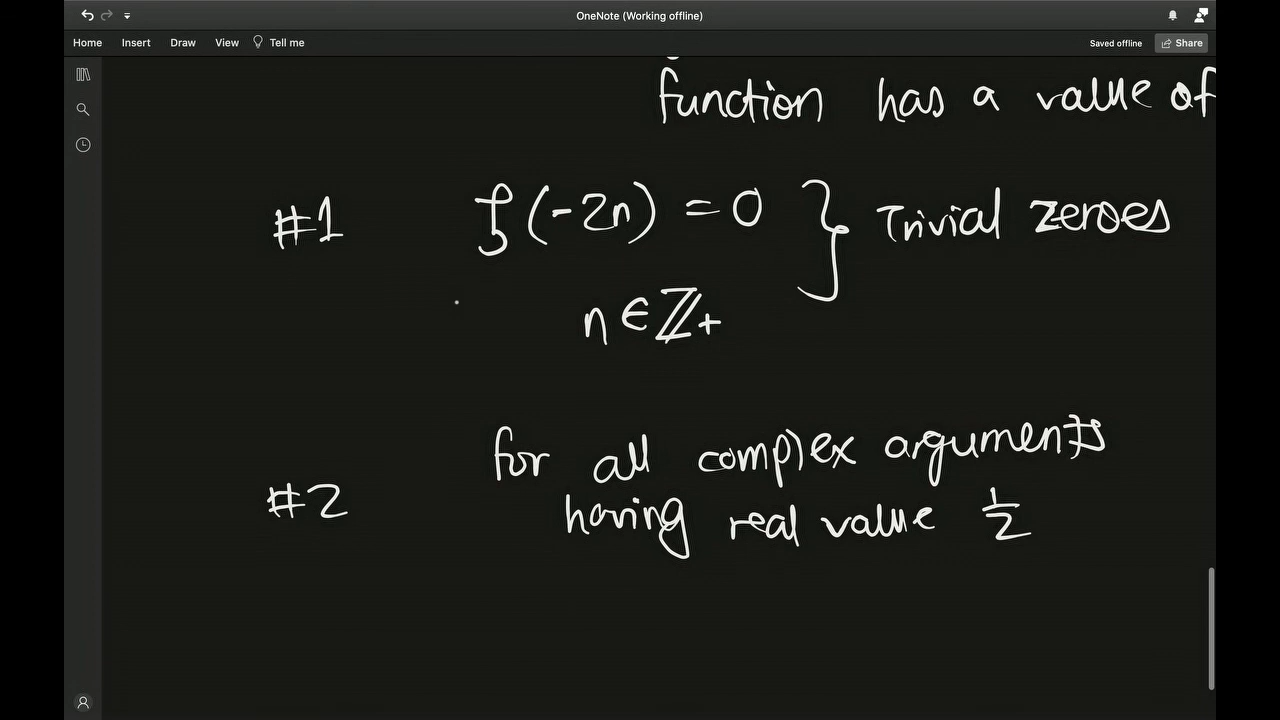 OneNote (Working offline)
Home Insert Draw View Tell me
Saved offline Share
function has a value of
#1 ζ(-2n) = 0 } Trivial zeroes
n ∈ ℤ+
for all complex arguments
#2 having real value 1/2